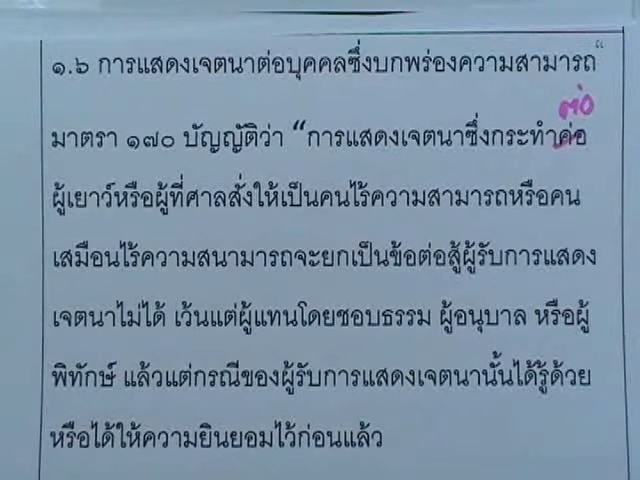 ๑.๖ การแสดงเจตนาต่อบุคคลซึ่งบกพร่องความสามารถ
ต่อ
มาตรา ๑๗๐ บัญญัติว่า “การแสดงเจตนาซึ่งกระทำค่อ
ผู้เยาว์หรือผู้ที่ศาลสั่งให้เป็นคนไร้ความสามารถหรือคน
เสมือนไร้ความสนามารถจะยกเป็นข้อต่อสู้ผู้รับการแสดง
เจตนาไม่ได้ เว้นแต่ผู้แทนโดยชอบธรรม ผู้อนุบาล หรือผู้
พิทักษ์ แล้วแต่กรณีของผู้รับการแสดงเจตนานั้นได้รู้ด้วย
หรือได้ให้ความยินยอมไว้ก่อนแล้ว